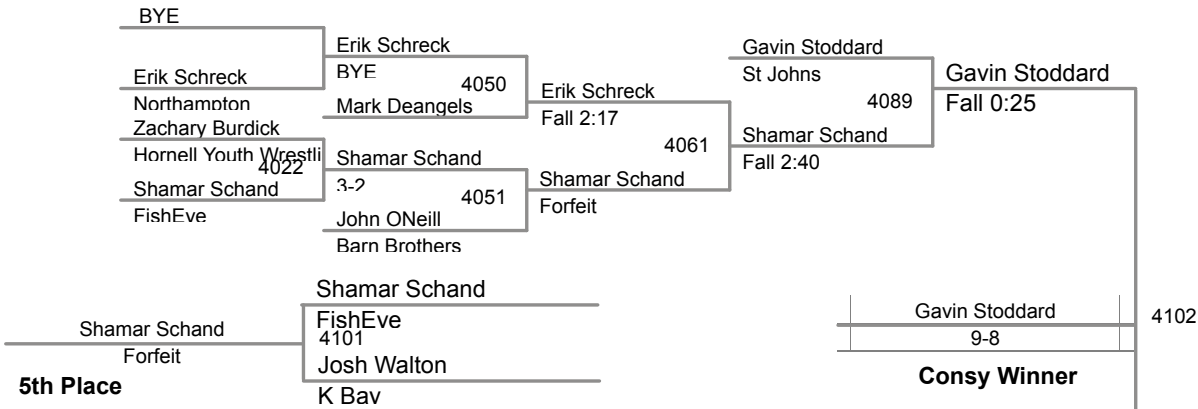 BYE
Erik Schreck
Northampton
Zachary Burdick
Hornell Youth Wrestli
4022
Shamar Schand
FishEye
Erik Schreck
BYE
4050
Mark Deangels
Shamar Schand
3-2
4051
John ONeill
Barn Brothers
Erik Schreck
Fall 2:17
4061
Shamar Schand
Forfeit
Gavin Stoddard
St Johns
4089
Shamar Schand
Fall 2:40
Gavin Stoddard
Fall 0:25
Shamar Schand
FishEye
4101
Josh Walton
K Bay
Shamar Schand
Forfeit
5th Place
Gavin Stoddard
9-8
4102
Consy Winner